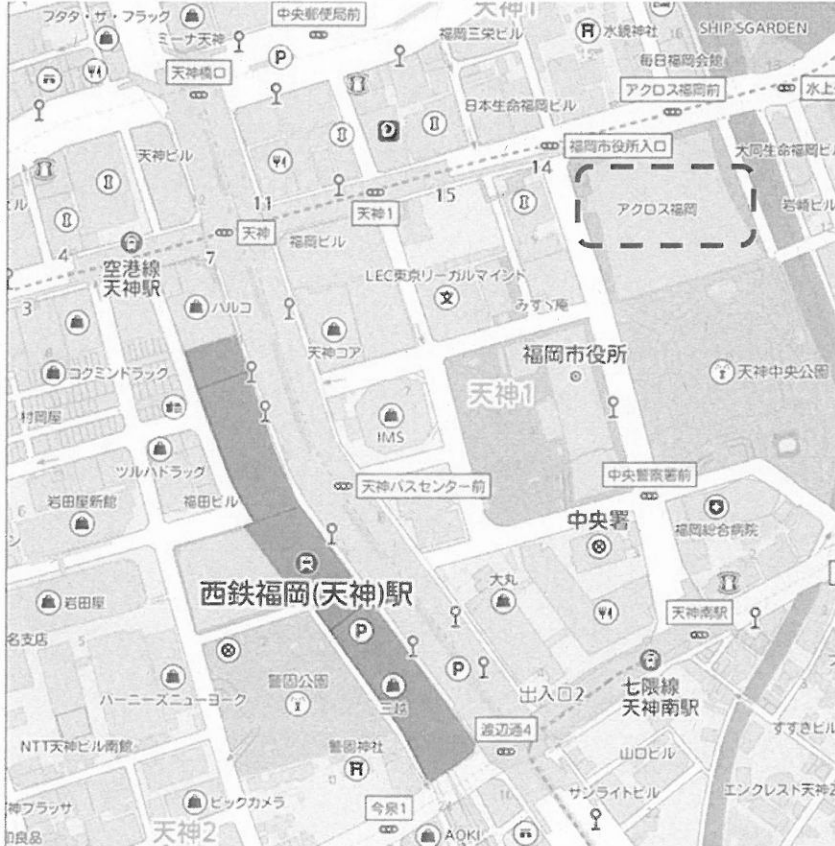 フタタ・ザ・フラッグ
中央郵便局前
天神1
ミーナ天神
福岡三栄ビル
水鏡神社
SHIP'SGARDEN
天神橋口
毎日福岡会館
アクロス福岡前
水上
日本生命福岡ビル
福岡市役所入口
大同生命福岡ビ
天神ビル
14
アクロス福岡
岩崎ビル
11
15
天神1
天神
福岡ビル
4
7
空港線
天神駅
3
LEC東京リーガルマインド
パルコ
みすゞ庵
天神コア
福岡市役所
コクミンドラッグ
天神中央公園
天神1
村岡屋
IMS
ツルハドラッグ
中央警察署前
天神バスセンター前
岩田屋新館
福田ビル
中央署
福岡総合病院
西鉄福岡(天神)駅
大丸
岩田屋
天神南駅
名支店
警固公園
三越
出入口2
七隈線
天神南駅
バーニーズニューヨーク
渡辺通4
すずきビル
NTT天神ビル南館
警固神社
山口ビル
サンライトビル
エンクレスト天神2
ビックカメラ
今泉1
神プラッサ
天神2
AOKI
印良品